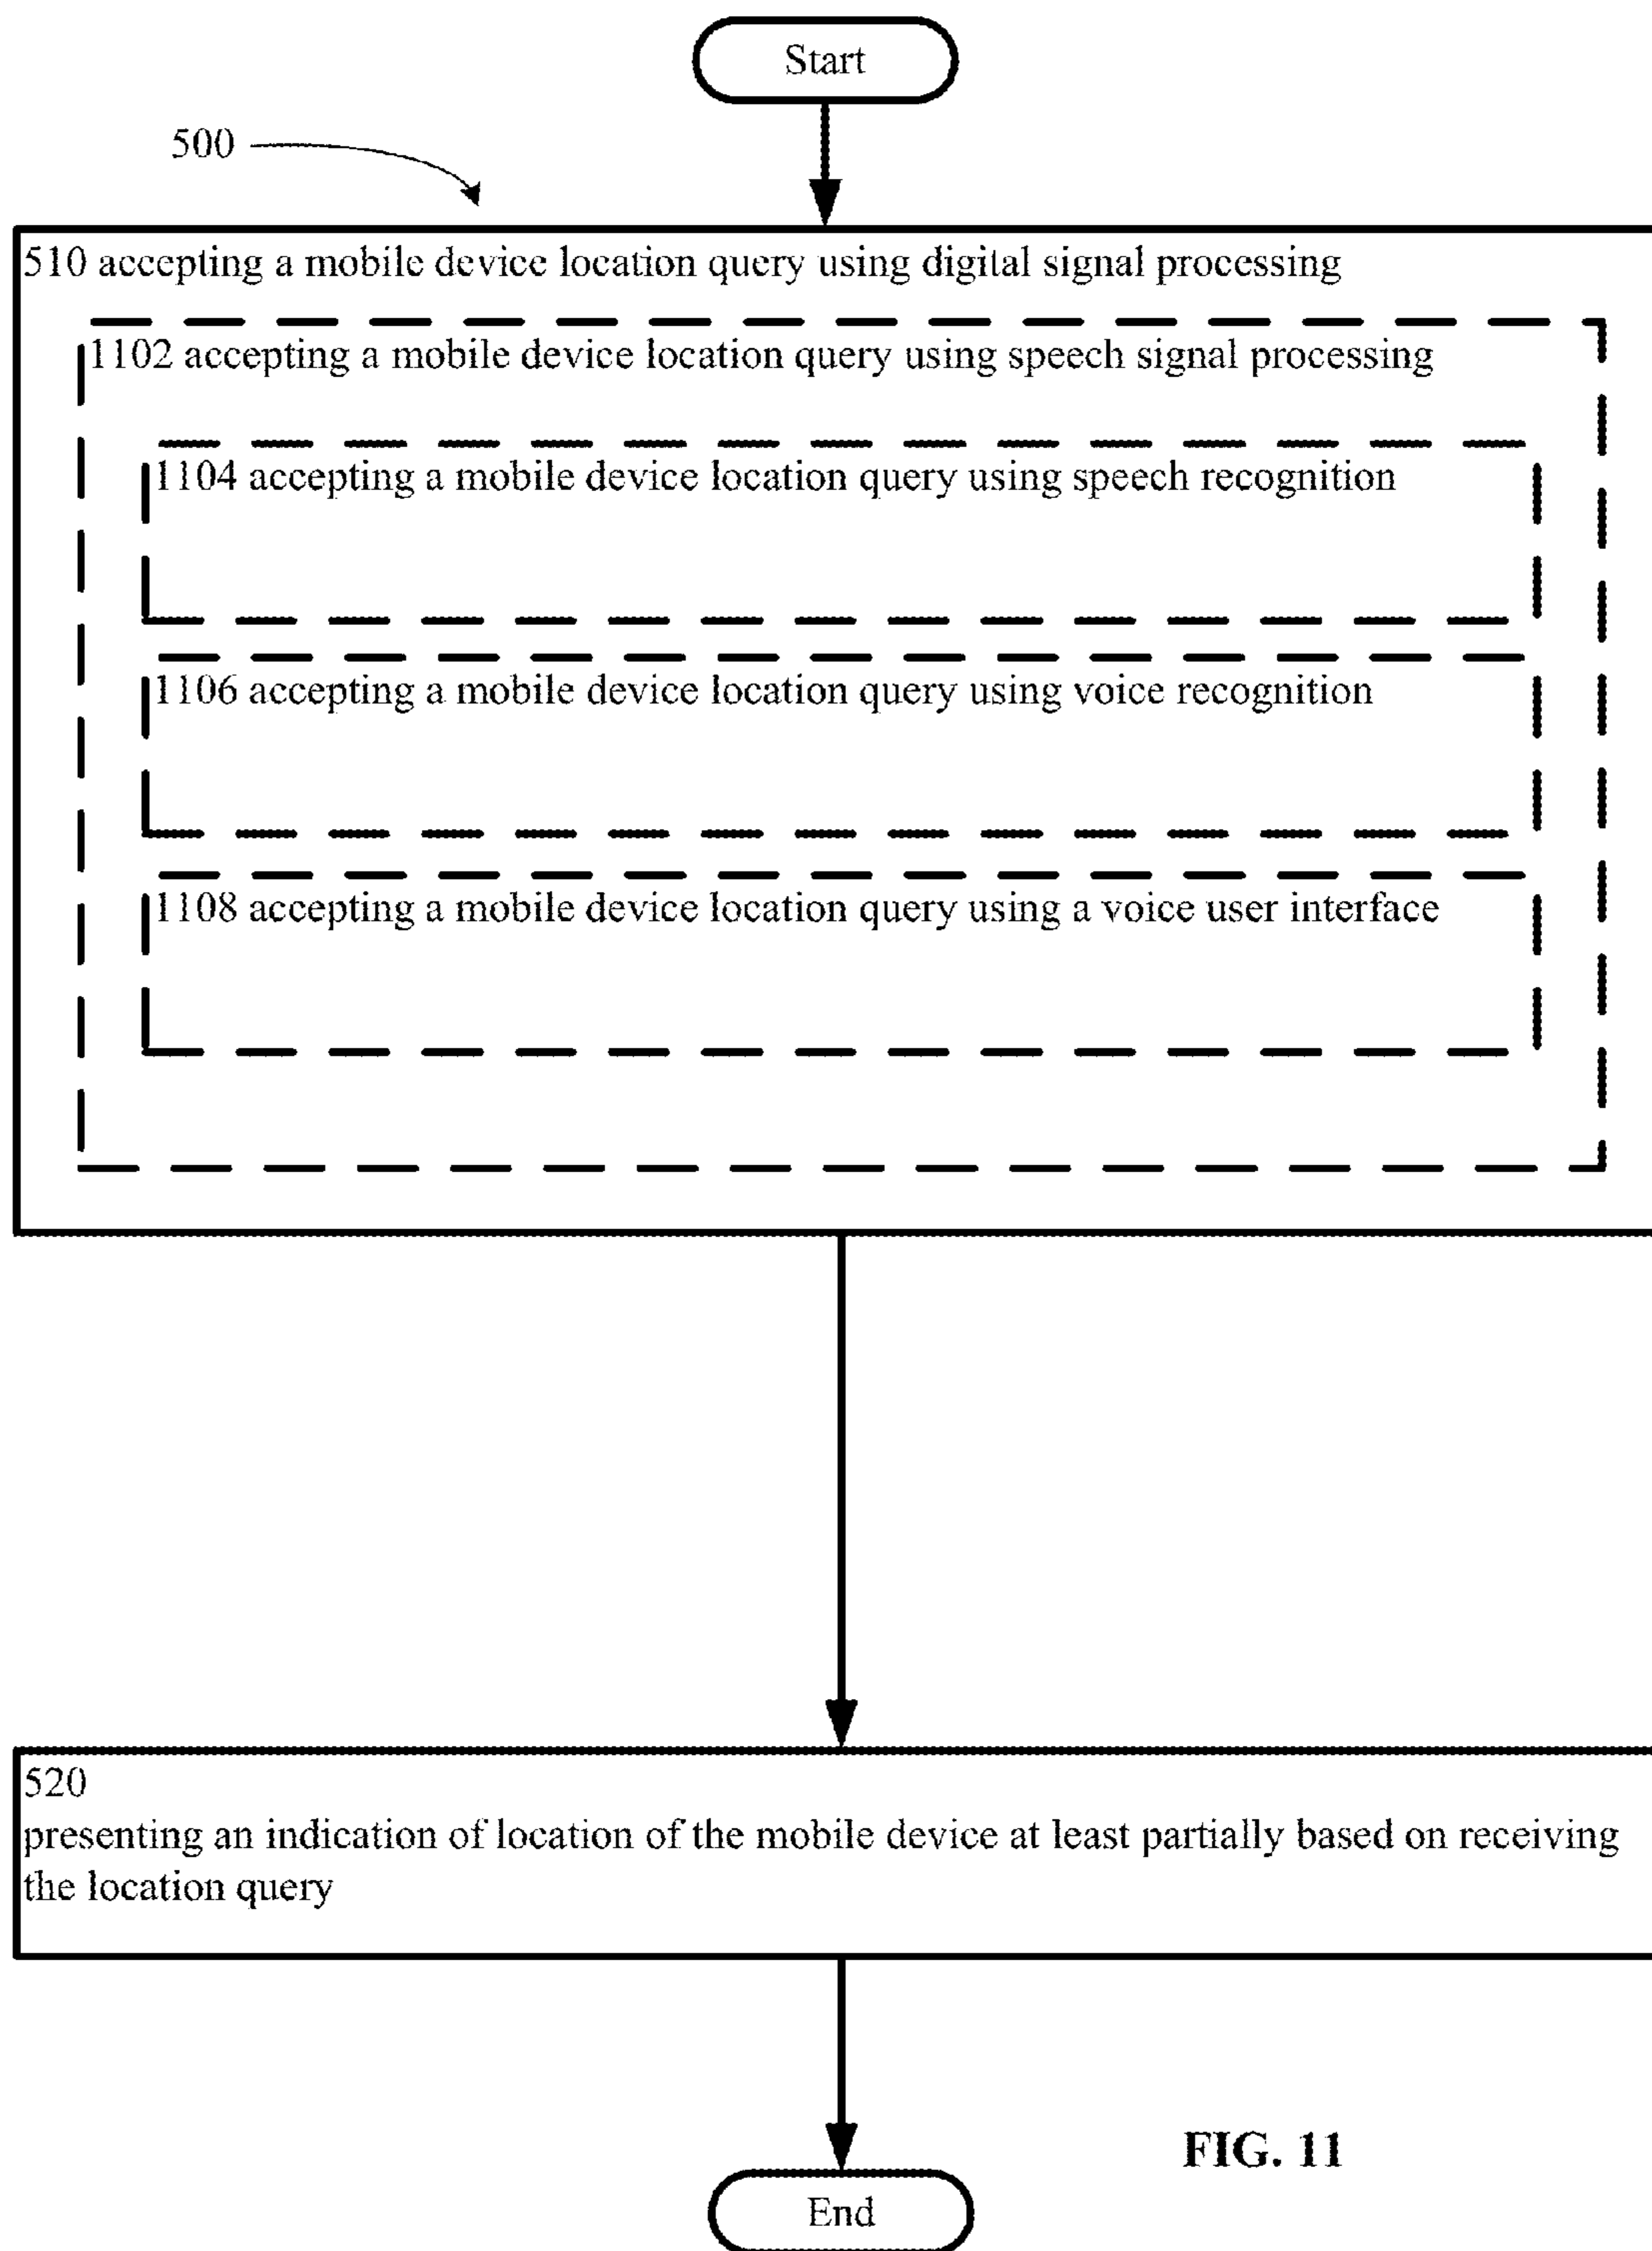 Start
500
510 accepting a mobile device location query using digital signal processing
1102 accepting a mobile device location query using speech signal processing
1104 accepting a mobile device location query using speech recognition
1106 accepting a mobile device location query using voice recognition
1108 accepting a mobile device location query using a voice user interface
520
presenting an indication of location of the mobile device at least partially based on receiving
the location query
FIG. 11
End